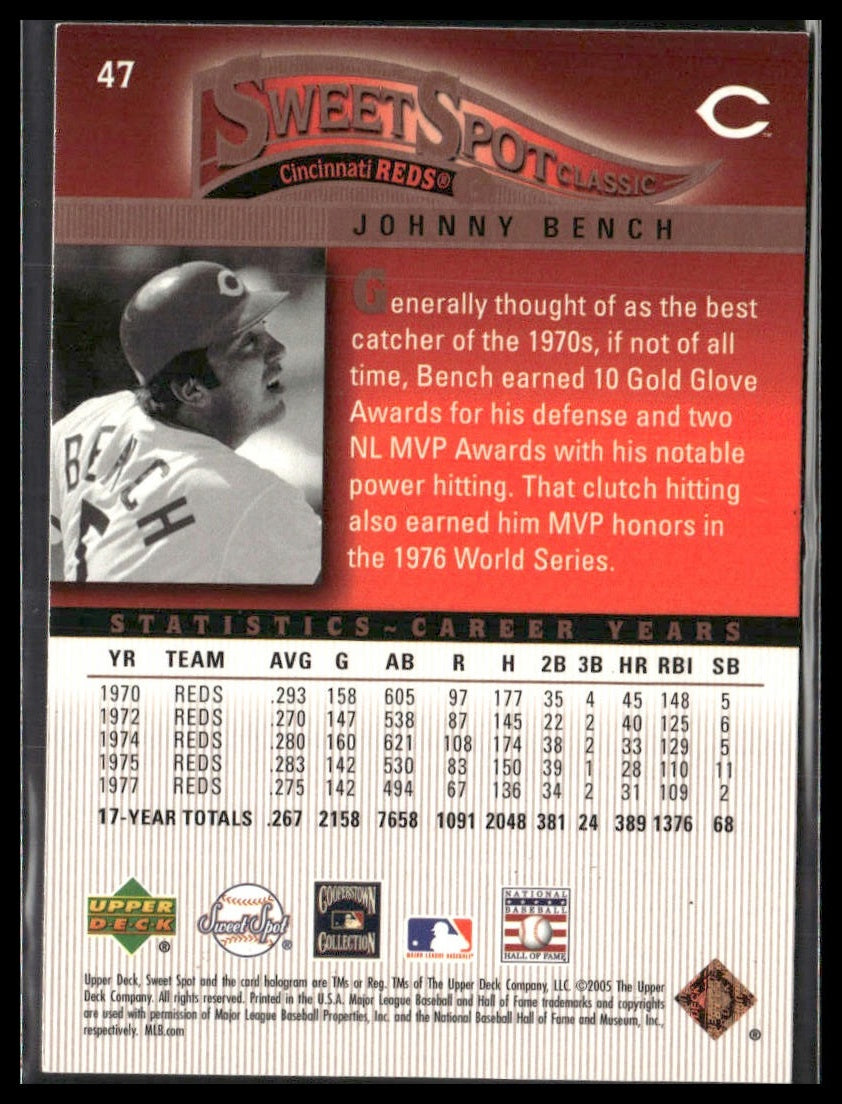 47
SWEET SPOT CLASSIC
Cincinnati REDS®
C
JOHNNY BENCH
C
BENCH
Generally thought of as the best
catcher of the 1970s, if not of all
time, Bench earned 10 Gold Glove
Awards for his defense and two
NL MVP Awards with his notable
power hitting. That clutch hitting
also earned him MVP honors in
the 1976 World Series.
STATISTICS~CAREER YEARS
YR TEAM AVG G AB R H 2B 3B HR RBI SB
1970 REDS .293 158 605 97 177 35 4 45 148 5
1972 REDS .270 147 538 87 145 22 2 40 125 6
1974 REDS .280 160 621 108 174 38 2 33 129 5
1975 REDS .283 142 530 83 150 39 1 28 110 11
1977 REDS .275 142 494 67 136 34 2 31 109 2
17-YEAR TOTALS .267 2158 7658 1091 2048 381 24 389 1376 68
UPPER DECK ®
Sweet Spot ®
COOPERSTOWN COLLECTION
MAJOR LEAGUE BASEBALL
NATIONAL BASEBALL HALL OF FAME
Upper Deck, Sweet Spot and the card hologram are TMs or Reg. TMs of The Upper Deck Company, LLC. ©2005 The Upper
Deck Company. All rights reserved. Printed in the U.S.A. Major League Baseball and Hall of Fame trademarks and copyrights
are used with permission of Major League Baseball Properties, Inc. and the National Baseball Hall of Fame and Museum, Inc.,
respectively. MLB.com
®